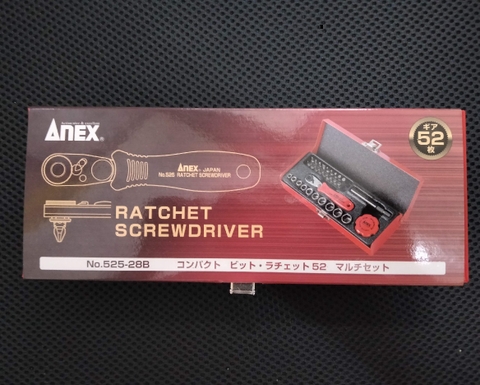 ANEX®
ギア
52
枚
ANEX® JAPAN
No.525 RATCHET SCREWDRIVER
RATCHET
SCREWDRIVER
No.525-28B コンパクト ビット・ラチェット52 マルチセット